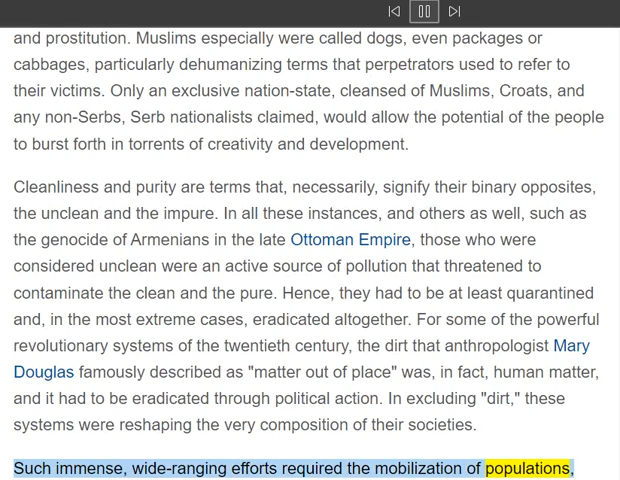 and prostitution. Muslims especially were called dogs, even packages or
cabbages, particularly dehumanizing terms that perpetrators used to refer to
their victims. Only an exclusive nation-state, cleansed of Muslims, Croats, and
any non-Serbs, Serb nationalists claimed, would allow the potential of the people
to burst forth in torrents of creativity and development.
Cleanliness and purity are terms that, necessarily, signify their binary opposites,
the unclean and the impure. In all these instances, and others as well, such as
the genocide of Armenians in the late Ottoman Empire, those who were
considered unclean were an active source of pollution that threatened to
contaminate the clean and the pure. Hence, they had to be at least quarantined
and, in the most extreme cases, eradicated altogether. For some of the powerful
revolutionary systems of the twentieth century, the dirt that anthropologist Mary
Douglas famously described as "matter out of place" was, in fact, human matter,
and it had to be eradicated through political action. In excluding "dirt," these
systems were reshaping the very composition of their societies.
Such immense, wide-ranging efforts required the mobilization of populations,